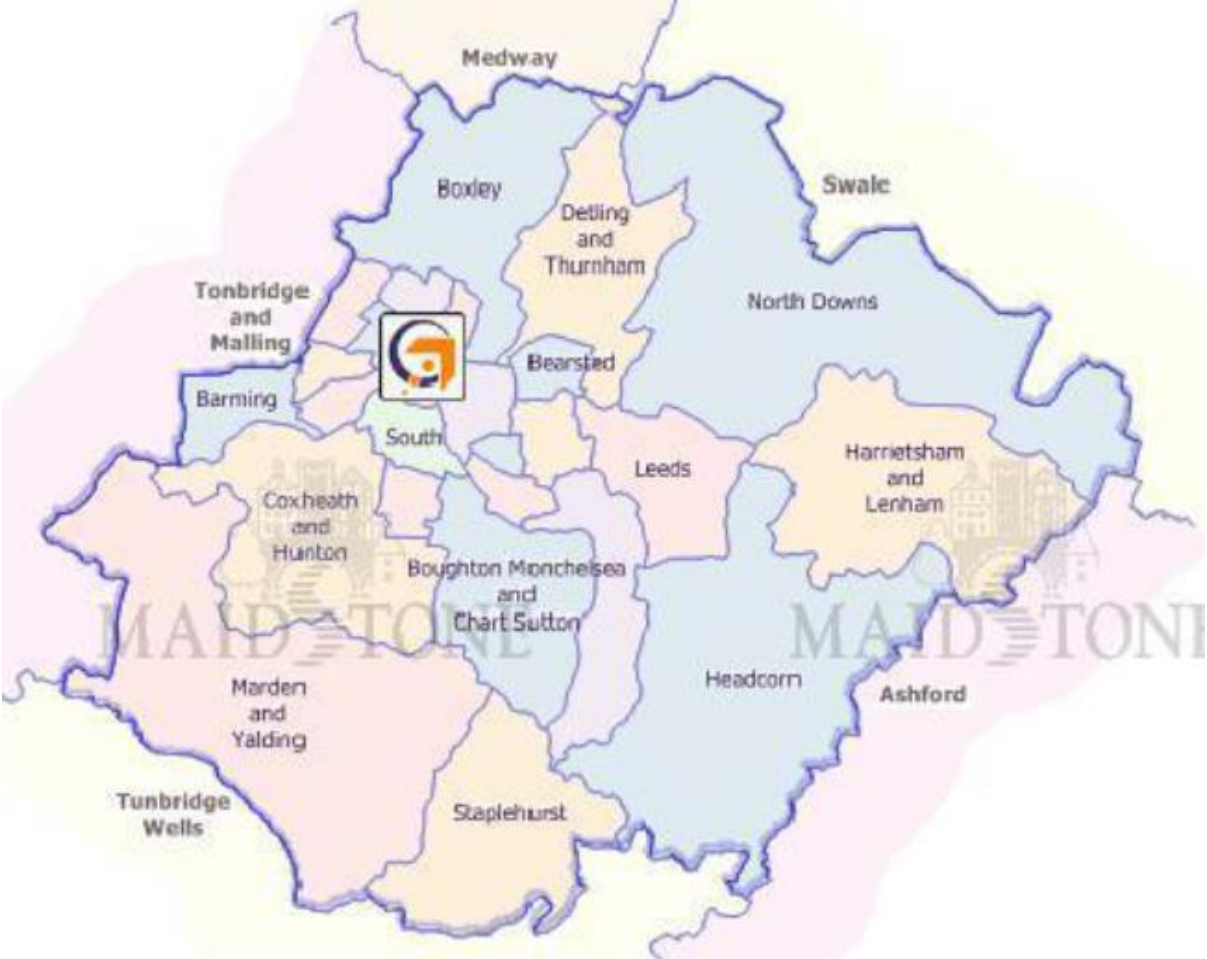 Medway
Boxley
Swale
Detling
and
Thurnham
Tonbridge
and
Malling
North Downs
Bearsted
Barming
South
Leeds
Harrietsham
and
Lenham
Coxheath
and
Hunton
Boughton Monchelsea
and
Chart Sutton
MAIDSTONE
MAIDSTONE
Headcorn
Ashford
Marden
and
Yalding
Tunbridge
Wells
Staplehurst